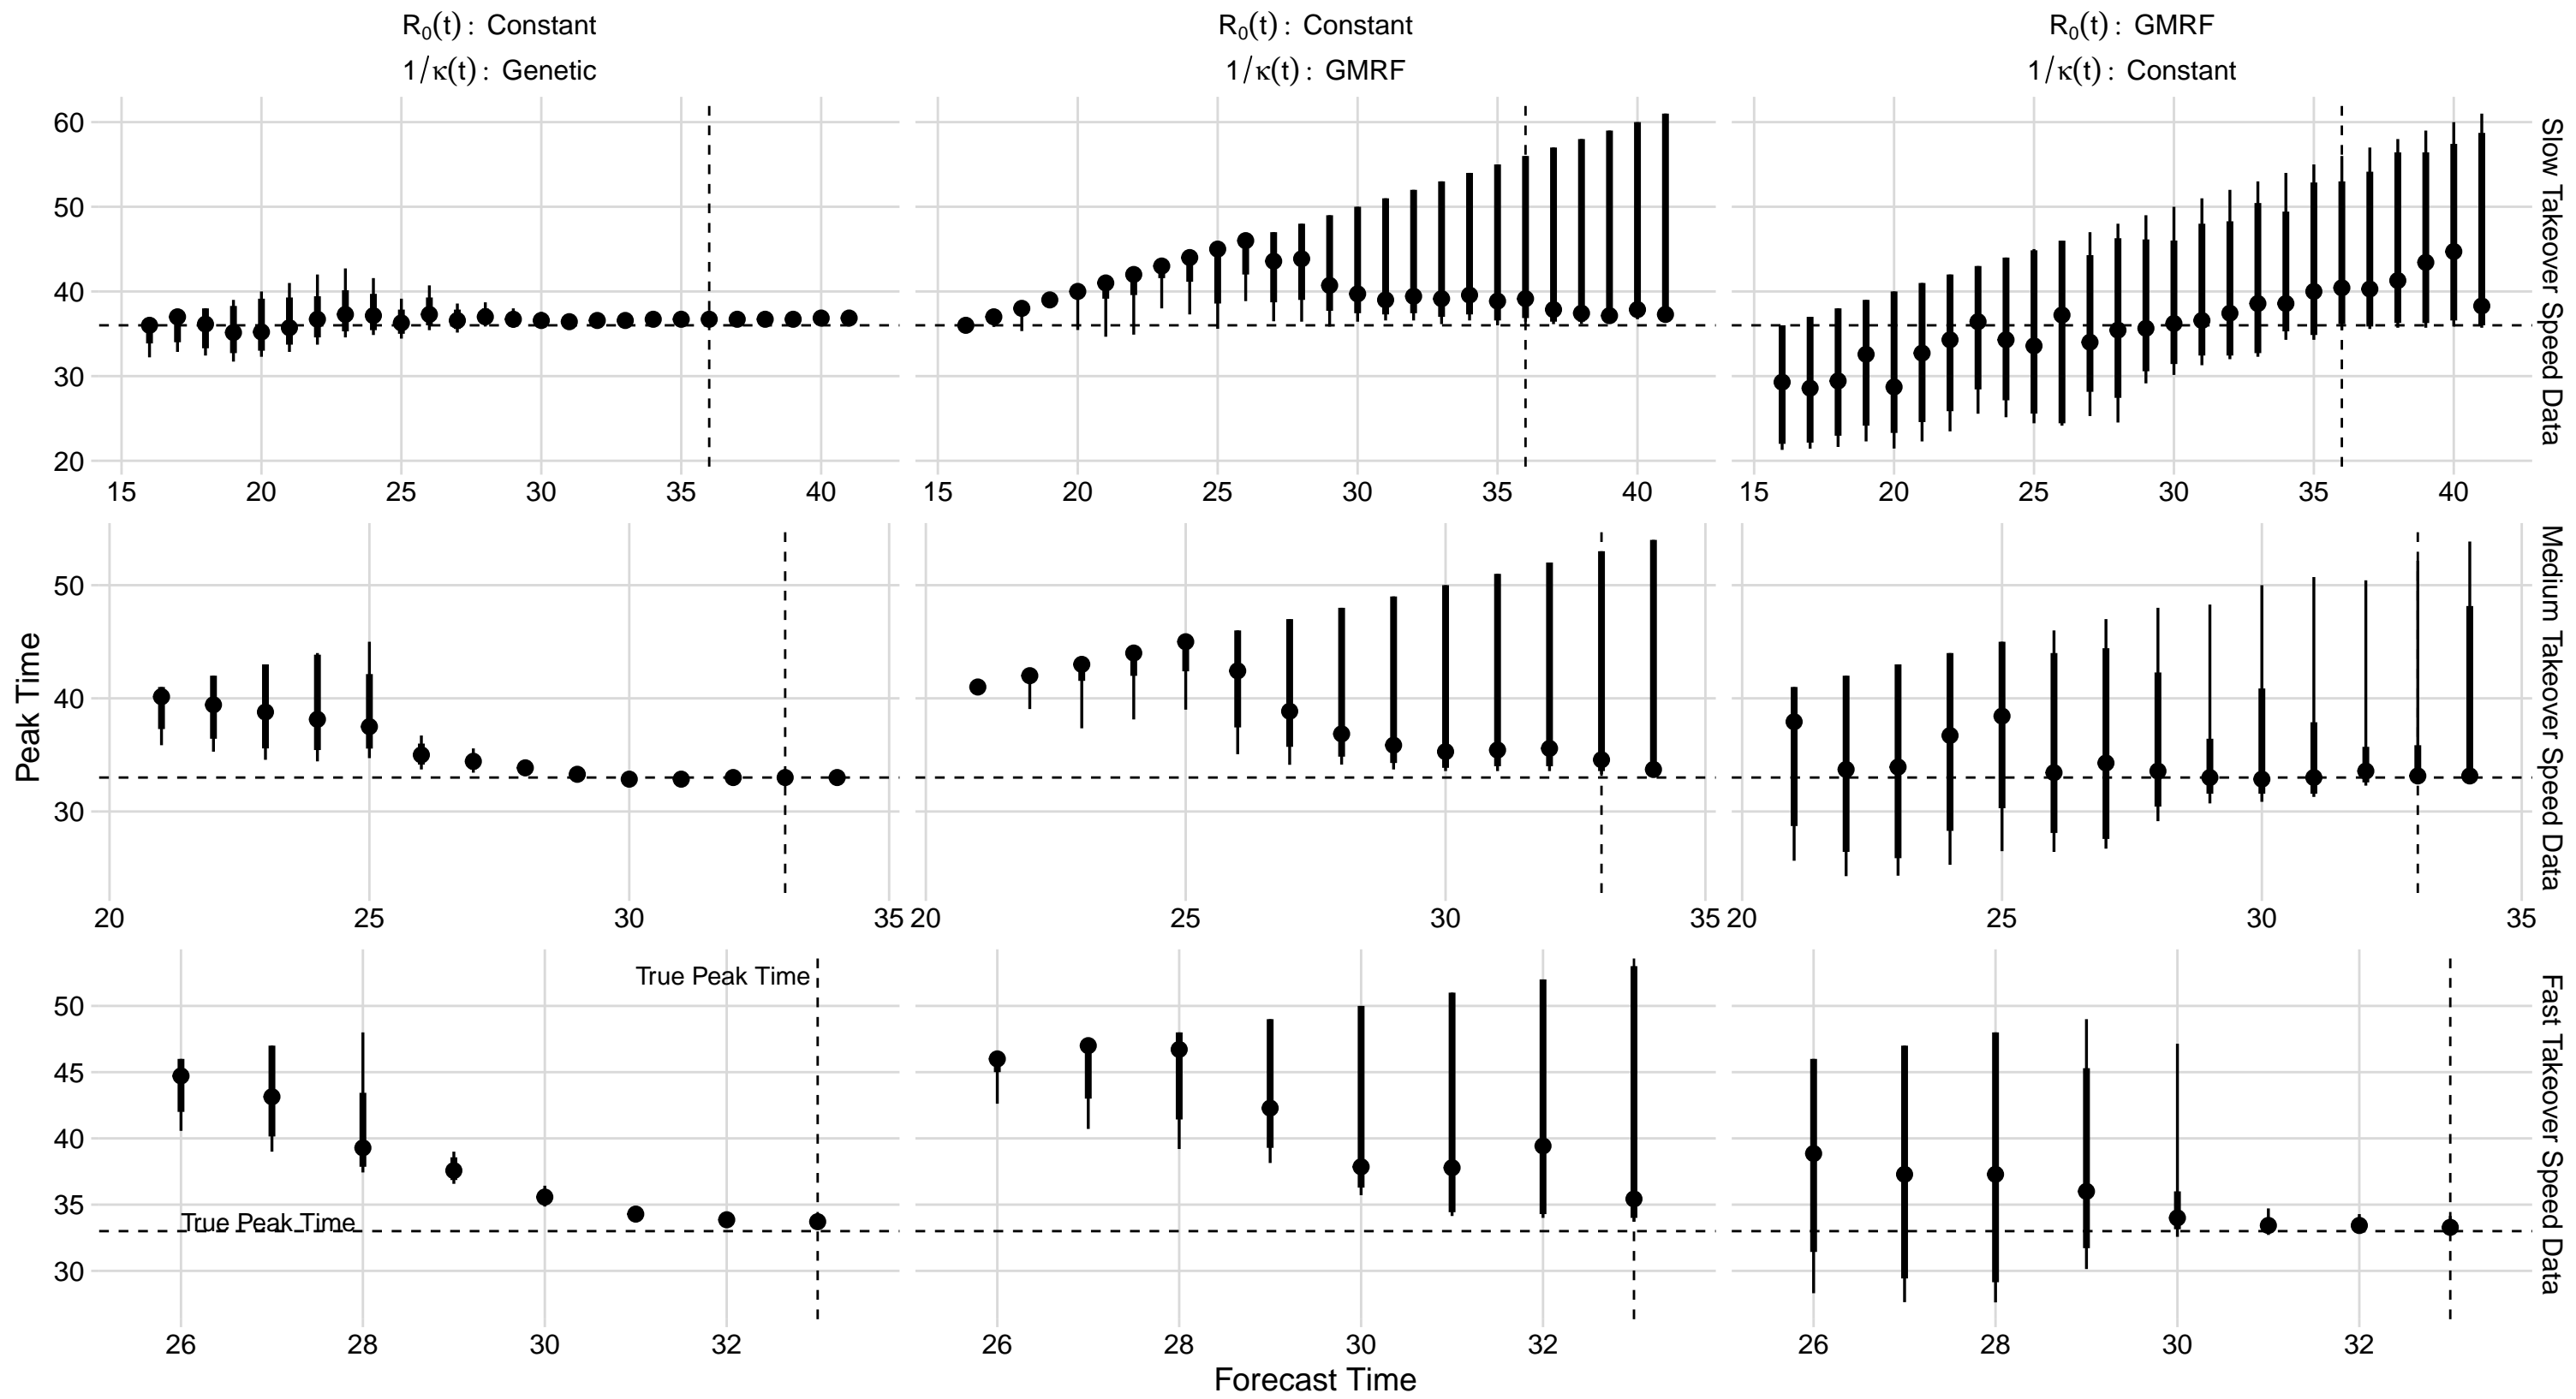 R₀(t) : Constant
1/κ(t) : Genetic
R₀(t) : Constant
1/κ(t) : GMRF
R₀(t) : GMRF
1/κ(t) : Constant
Peak Time
60
50
40
30
20
15 20 25 30 35 40
15 20 25 30 35 40
15 20 25 30 35 40
Slow Takeover Speed Data
50
40
30
20 25 30 35
20 25 30 35
20 25 30 35
Medium Takeover Speed Data
50
45
40
35
30
True Peak Time
True Peak Time
26 28 30 32
26 28 30 32
26 28 30 32
Fast Takeover Speed Data
Forecast Time